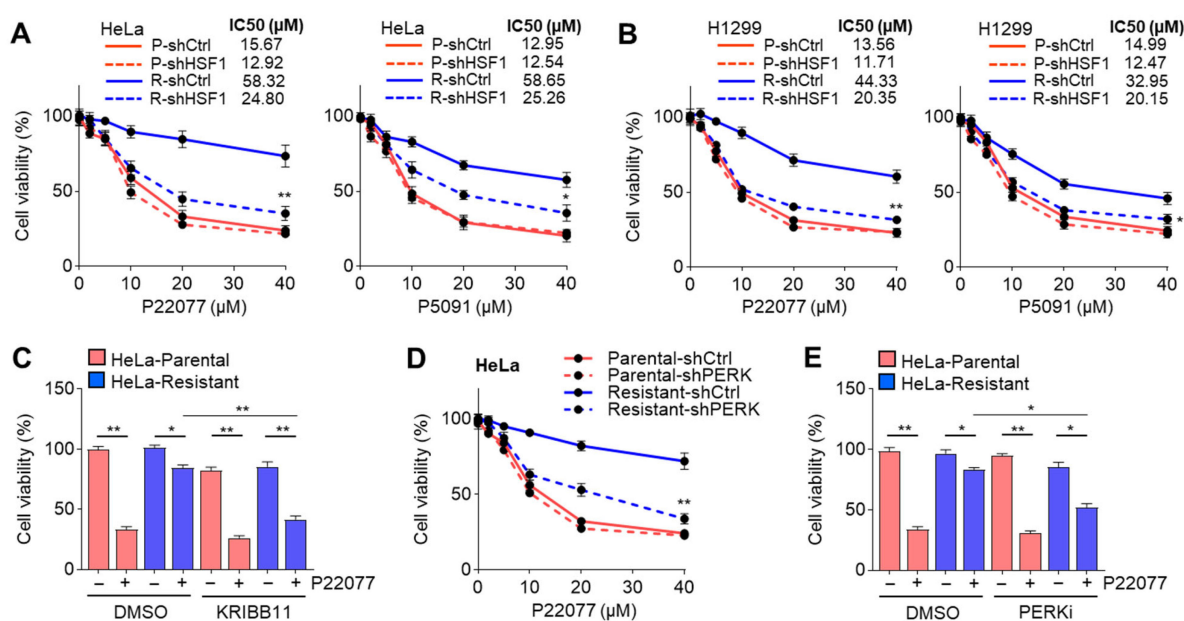 A
HeLa IC50 (µM)
P-shCtrl 15.67
P-shHSF1 12.92
R-shCtrl 58.32
R-shHSF1 24.80
Cell viability (%)
100
50
0
**
0 10 20 30 40
P22077 (µM)
HeLa IC50 (µM)
P-shCtrl 12.95
P-shHSF1 12.54
R-shCtrl 58.65
R-shHSF1 25.26
100
50
0
*
0 10 20 30 40
P5091 (µM)
B
H1299 IC50 (µM)
P-shCtrl 13.56
P-shHSF1 11.71
R-shCtrl 44.33
R-shHSF1 20.35
Cell viability (%)
100
50
0
**
0 10 20 30 40
P22077 (µM)
H1299 IC50 (µM)
P-shCtrl 14.99
P-shHSF1 12.47
R-shCtrl 32.95
R-shHSF1 20.15
100
50
0
*
0 10 20 30 40
P5091 (µM)
C
HeLa-Parental
HeLa-Resistant
Cell viability (%)
150
100
50
0
**
** * ** **
− + − + − + − + P22077
DMSO KRIBB11
D
HeLa
Parental-shCtrl
Parental-shPERK
Resistant-shCtrl
Resistant-shPERK
Cell viability (%)
100
50
0
**
0 10 20 30 40
P22077 (µM)
E
HeLa-Parental
HeLa-Resistant
Cell viability (%)
150
100
50
0
*
** * ** *
− + − + − + − + P22077
DMSO PERKi